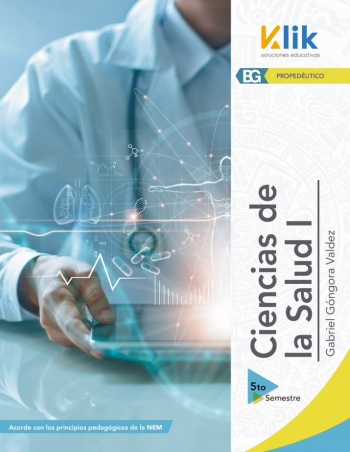 Klik
soluciones educativas
BG PROPEDÉUTICO
Ciencias de
la Salud I
Gabriel Góngora Valdez
5to
Semestre
Acorde con los principios pedagógicos de la NEM